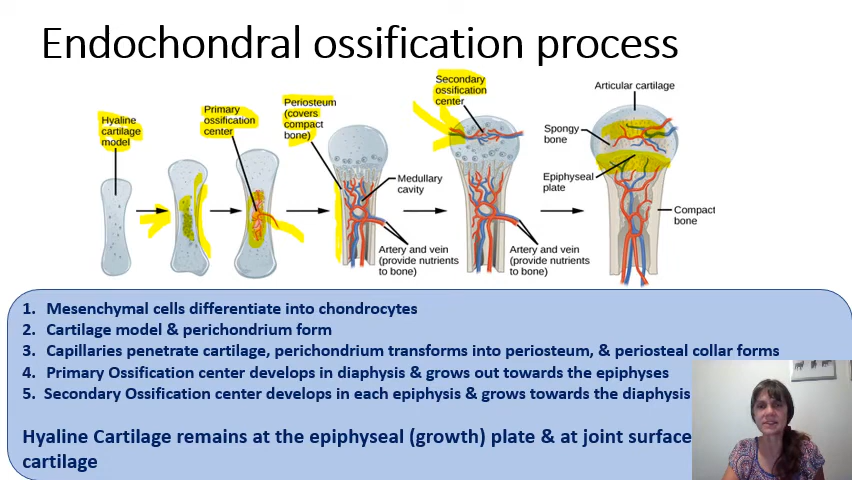 Endochondral ossification process
Hyaline
cartilage
model
Primary
ossification
center
Periosteum
(covers
compact
bone)
Medullary
cavity
Artery and vein
(provide nutrients
to bone)
Secondary
ossification
center
Artery and vein
(provide nutrients
to bone)
Articular cartilage
Spongy
bone
Epiphyseal
plate
Compact
bone
1. Mesenchymal cells differentiate into chondrocytes
2. Cartilage model & perichondrium form
3. Capillaries penetrate cartilage, perichondrium transforms into periosteum, & periosteal collar forms
4. Primary Ossification center develops in diaphysis & grows out towards the epiphyses
5. Secondary Ossification center develops in each epiphysis & grows towards the diaphysis
Hyaline Cartilage remains at the epiphyseal (growth) plate & at joint surface
cartilage